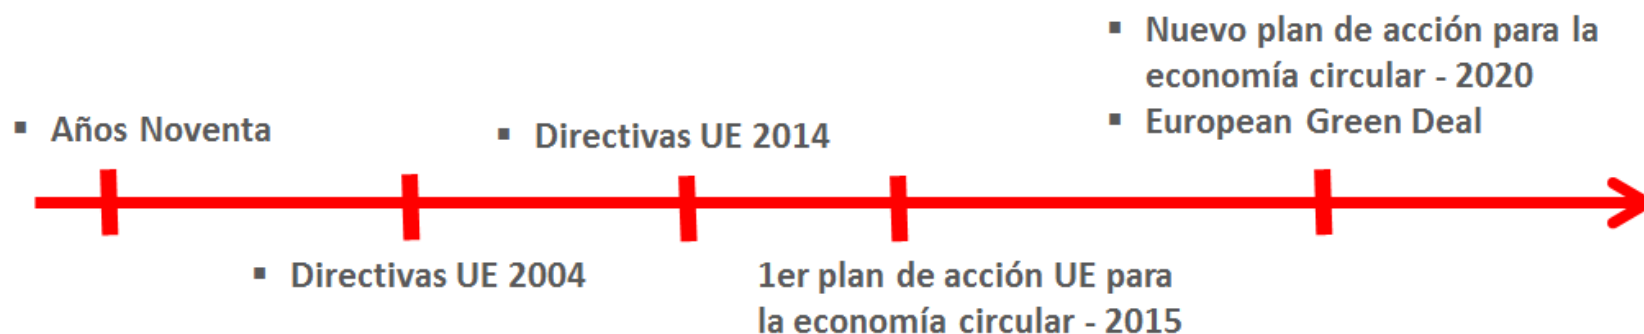 ▪ Años Noventa
▪ Directivas UE 2004
▪ Directivas UE 2014
1er plan de acción UE para
la economía circular - 2015
▪ Nuevo plan de acción para la
economía circular - 2020
▪ European Green Deal